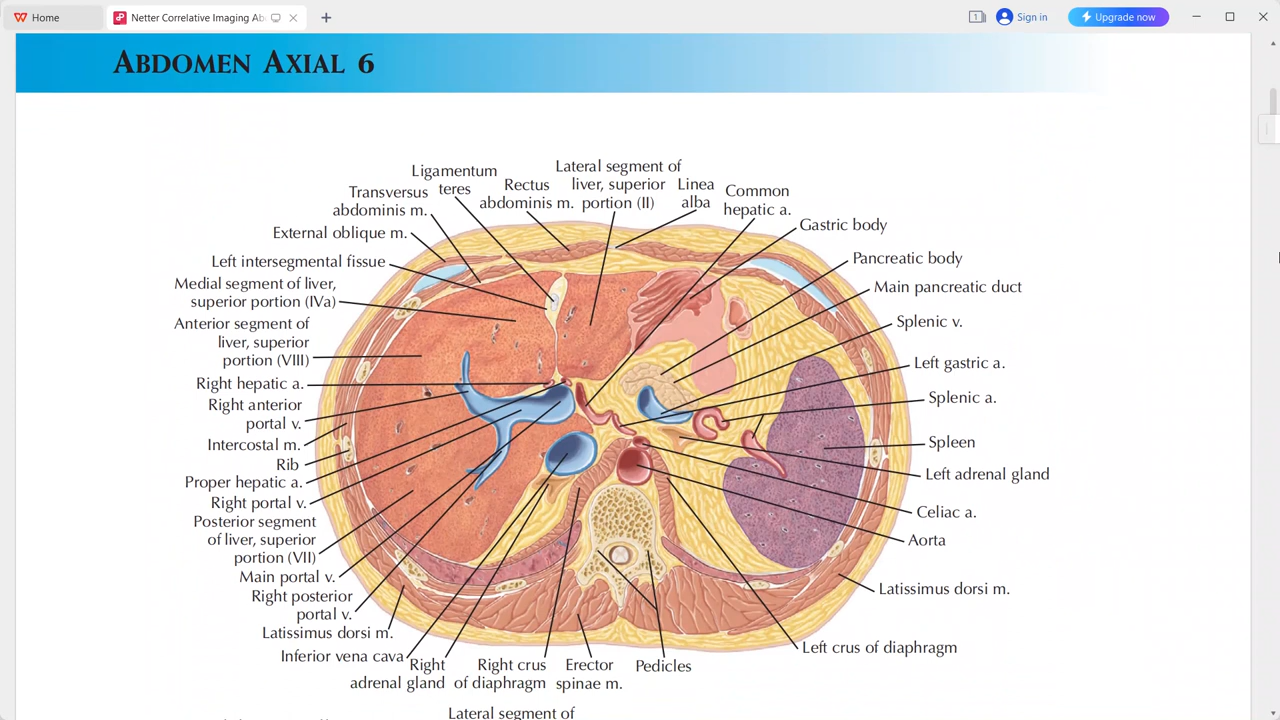 Home
Netter Correlative Imaging Ab
1
Sign in
Upgrade now
ABDOMEN AXIAL 6
Ligamentum
teres
Transversus
abdominis m.
Rectus
abdominis m.
Lateral segment of
liver, superior
portion (II)
Linea
alba
Common
hepatic a.
External oblique m.
Left intersegmental fissue
Medial segment of liver,
superior portion (IVa)
Anterior segment of
liver, superior
portion (VIII)
Right hepatic a.
Right anterior
portal v.
Intercostal m.
Rib
Proper hepatic a.
Right portal v.
Posterior segment
of liver, superior
portion (VII)
Main portal v.
Right posterior
portal v.
Latissimus dorsi m.
Inferior vena cava
Right
adrenal gland
Right crus
of diaphragm
Erector
spinae m.
Pedicles
Gastric body
Pancreatic body
Main pancreatic duct
Splenic v.
Left gastric a.
Splenic a.
Spleen
Left adrenal gland
Celiac a.
Aorta
Latissimus dorsi m.
Left crus of diaphragm
Lateral segment of